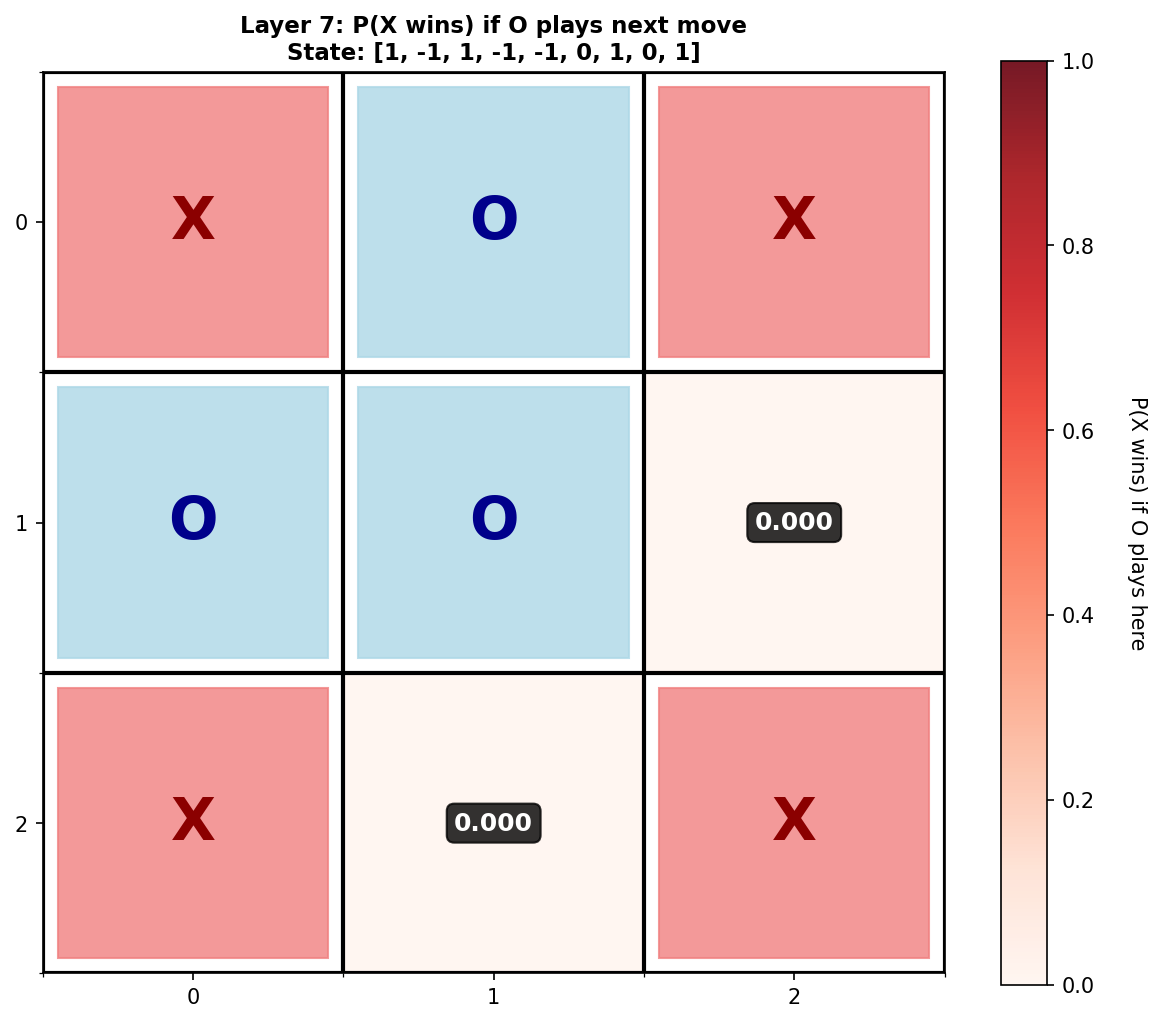 Layer 7: P(X wins) if O plays next move
State: [1, -1, 1, -1, -1, 0, 1, 0, 1]
0
X
O
X
1
O
O
0.000
2
X
0.000
X
0
1
2
1.0
0.8
0.6
0.4
0.2
0.0
P(X wins) if O plays here